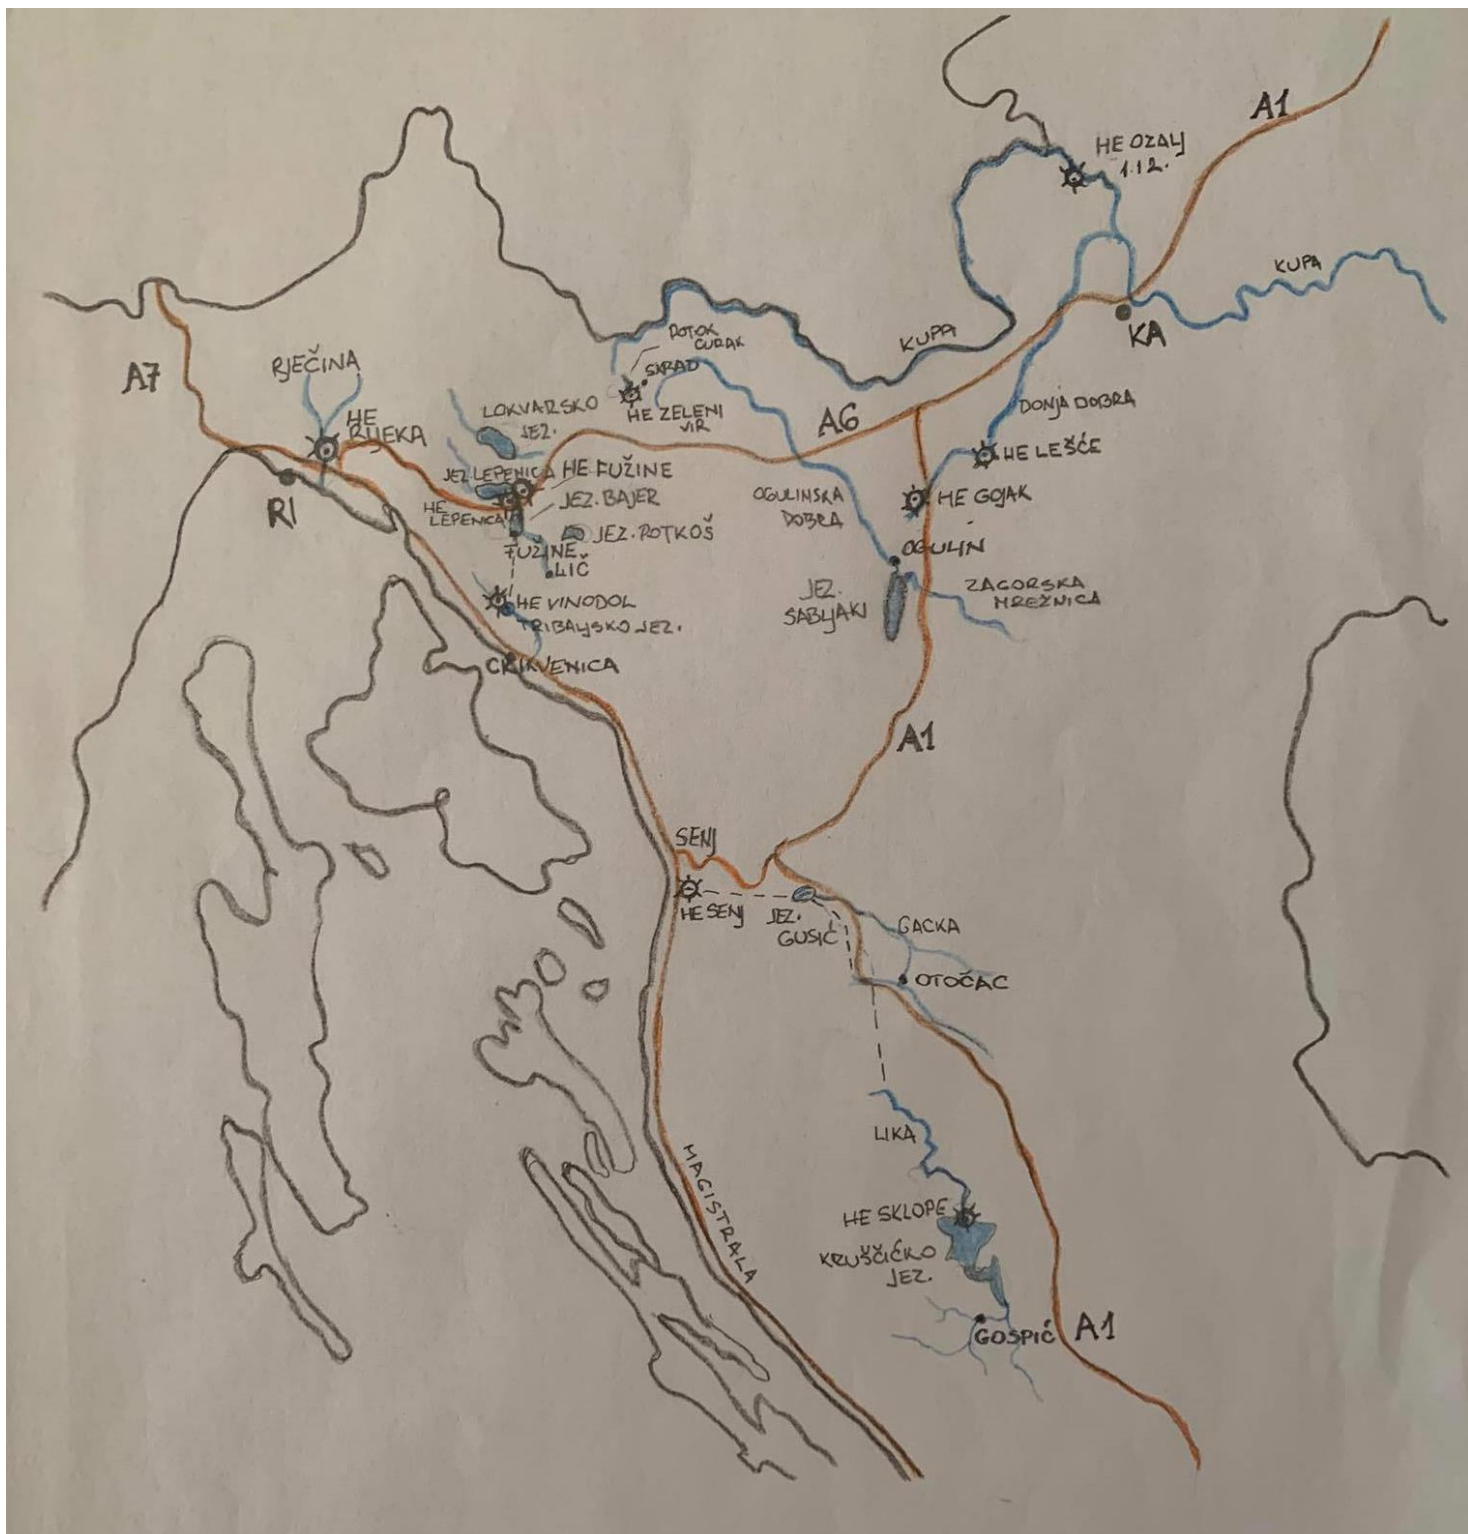 A1
HE OZALJ
1.i 2.
KUPA
KA
KUPA
A7
RJEČINA
HE
RIJEKA
RI
POTOK
CURAK
SKRAD
HE ZELENI
VIR
LOKVARSKO
JEZ.
A6
DONJA DOBRA
HE LEŠĆE
JEZ. LEPENICA
HE FUŽINE
HE
LEPENICA
JEZ. BAJER
JEZ. POTKOŠ
FUŽINE
LIČ
OGULINSKA
DOBRA
HE GOJAK
OGULIN
JEZ.
SABLJAKI
ZAGORSKA
MREŽNICA
HE VINODOL
TRIBALJSKO JEZ.
CRIKVENICA
A1
SENJ
HE SENJ
JEZ.
GUSIĆ
GACKA
OTOČAC
LIKA
MAGISTRALA
HE SKLOPE
KRUŠČIĆKO
JEZ.
GOSPIĆ
A1